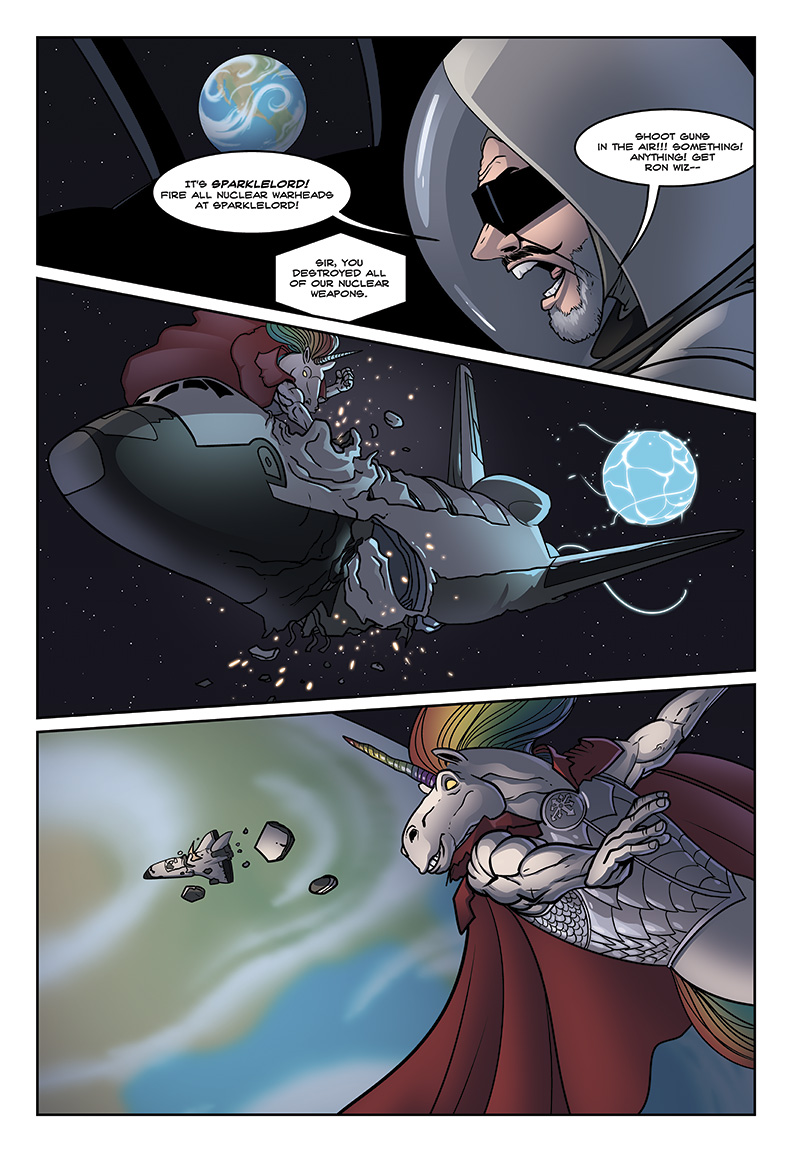 IT'S SPARKLELORD!
FIRE ALL NUCLEAR WARHEADS
AT SPARKLELORD!
SHOOT GUNS
IN THE AIR!!! SOMETHING!
ANYTHING! GET
RON WIZ--
SIR, YOU
DESTROYED ALL
OF OUR NUCLEAR
WEAPONS.